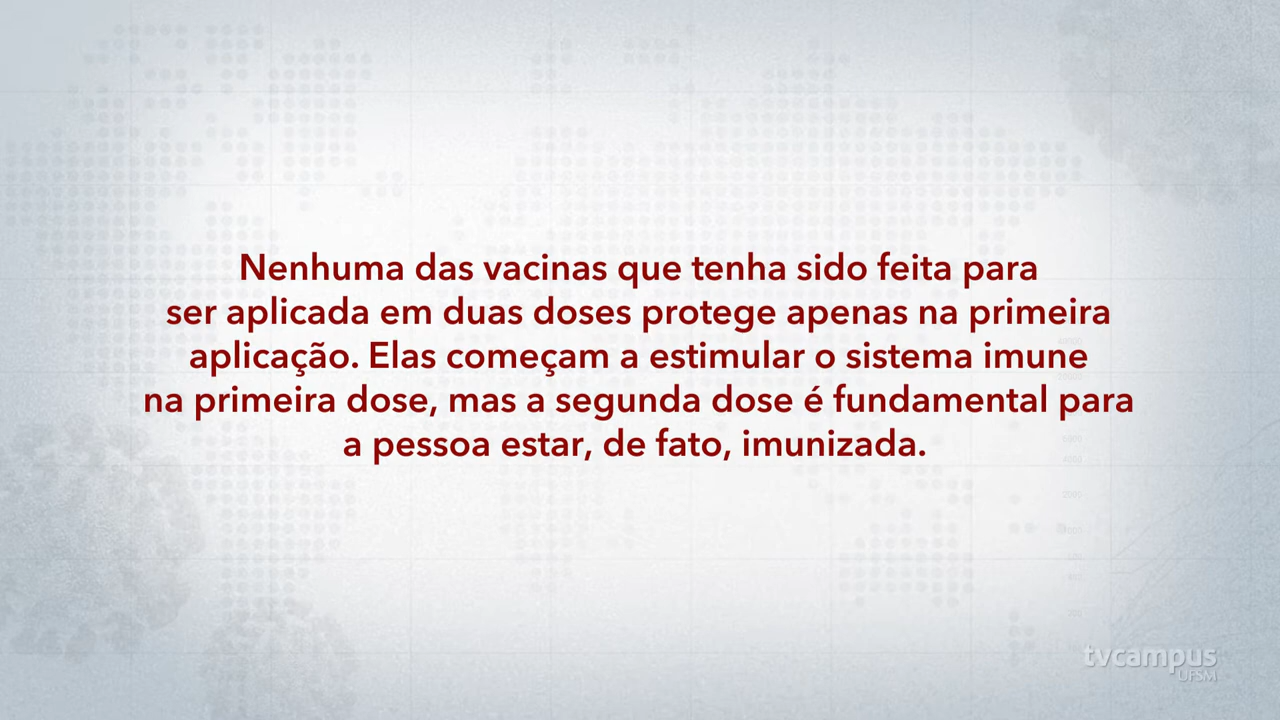 Nenhuma das vacinas que tenha sido feita para
ser aplicada em duas doses protege apenas na primeira
aplicação. Elas começam a estimular o sistema imune
na primeira dose, mas a segunda dose é fundamental para
a pessoa estar, de fato, imunizada.
tvcampus
UFSM